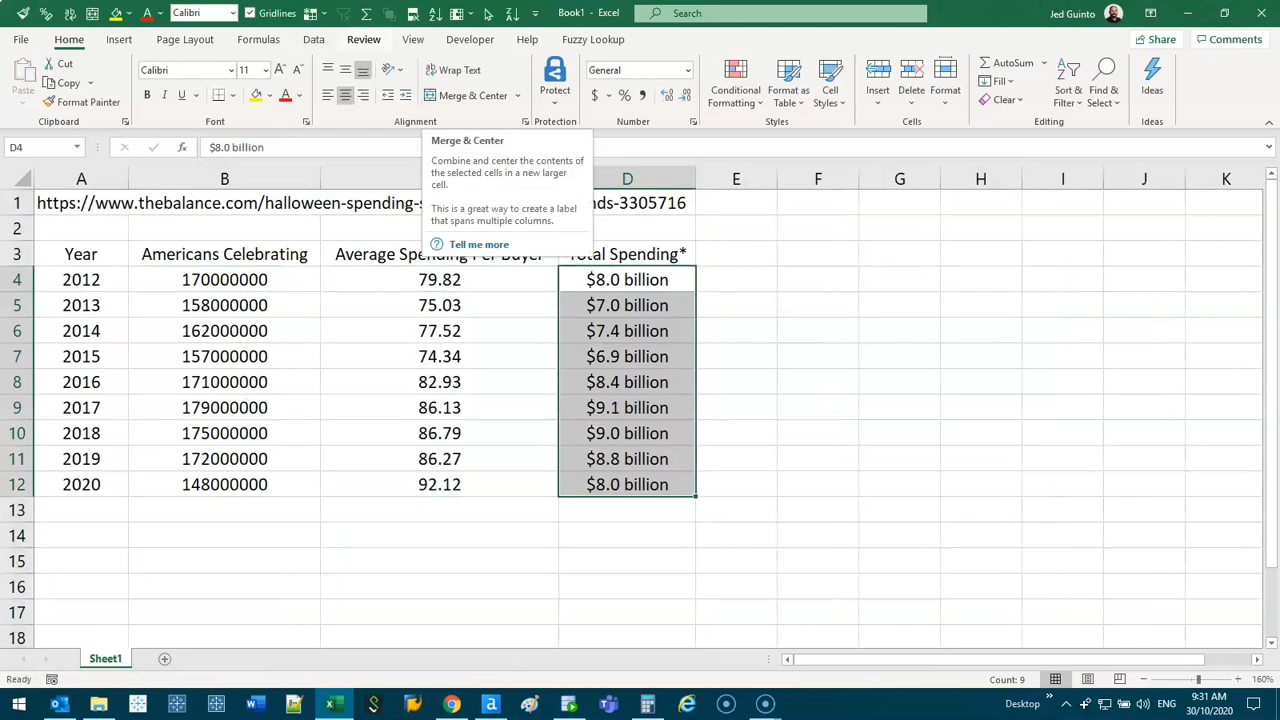 Calibri
Gridlines
Book1 - Excel
Search
Jed Guinto
File
Home
Insert
Page Layout
Formulas
Data
Review
View
Developer
Help
Fuzzy Lookup
Share
Comments
Paste
Cut
Copy
Format Painter
Clipboard
Calibri
B I U
Font
Wrap Text
Merge & Center
Alignment
Protect
Protection
General
$ % ,
Number
Conditional Formatting
Format as Table
Cell Styles
Styles
Insert
Delete
Format
Cells
AutoSum
Fill
Clear
Sort & Filter
Find & Select
Editing
Ideas
Ideas
D4
fx
$8.0 billion
Merge & Center
Combine and center the contents of
the selected cells in a new larger
cell.
This is a great way to create a label
that spans multiple columns.
Tell me more
A B D E F G H I J K
1 https://www.thebalance.com/halloween-spending-s nds-3305716
2
3 Year Americans Celebrating Average Spending Per Buyer Total Spending*
4 2012 170000000 79.82 $8.0 billion
5 2013 158000000 75.03 $7.0 billion
6 2014 162000000 77.52 $7.4 billion
7 2015 157000000 74.34 $6.9 billion
8 2016 171000000 82.93 $8.4 billion
9 2017 179000000 86.13 $9.1 billion
10 2018 175000000 86.79 $9.0 billion
11 2019 172000000 86.27 $8.8 billion
12 2020 148000000 92.12 $8.0 billion
13
14
15
16
17
18
Sheet1
Ready
Count: 9
160%
Desktop
ENG
9:31 AM
30/10/2020